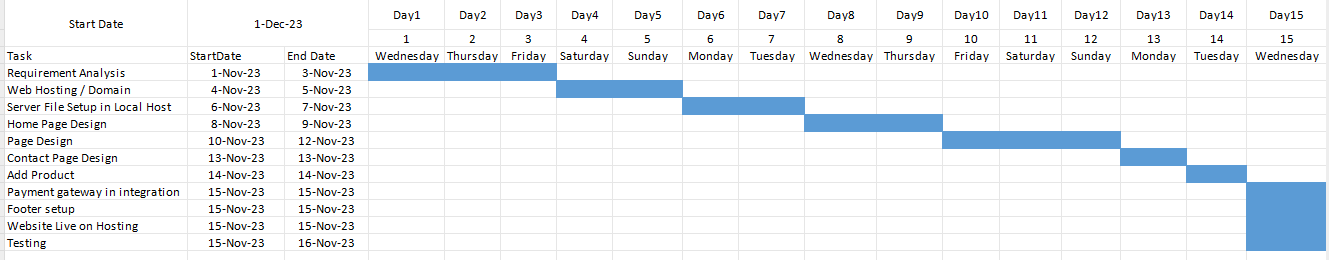 Start Date 1-Dec-23 Day1 Day2 Day3 Day4 Day5 Day6 Day7 Day8 Day9 Day10 Day11 Day12 Day13 Day14 Day15
1 2 3 4 5 6 7 8 9 10 11 12 13 14 15
Task StartDate End Date Wednesday Thursday Friday Saturday Sunday Monday Tuesday Wednesday Thursday Friday Saturday Sunday Monday Tuesday Wednesday
Requirement Analysis 1-Nov-23 3-Nov-23
Web Hosting / Domain 4-Nov-23 5-Nov-23
Server File Setup in Local Host 6-Nov-23 7-Nov-23
Home Page Design 8-Nov-23 9-Nov-23
Page Design 10-Nov-23 12-Nov-23
Contact Page Design 13-Nov-23 13-Nov-23
Add Product 14-Nov-23 14-Nov-23
Payment gateway in integration 15-Nov-23 15-Nov-23
Footer setup 15-Nov-23 15-Nov-23
Website Live on Hosting 15-Nov-23 15-Nov-23
Testing 15-Nov-23 16-Nov-23